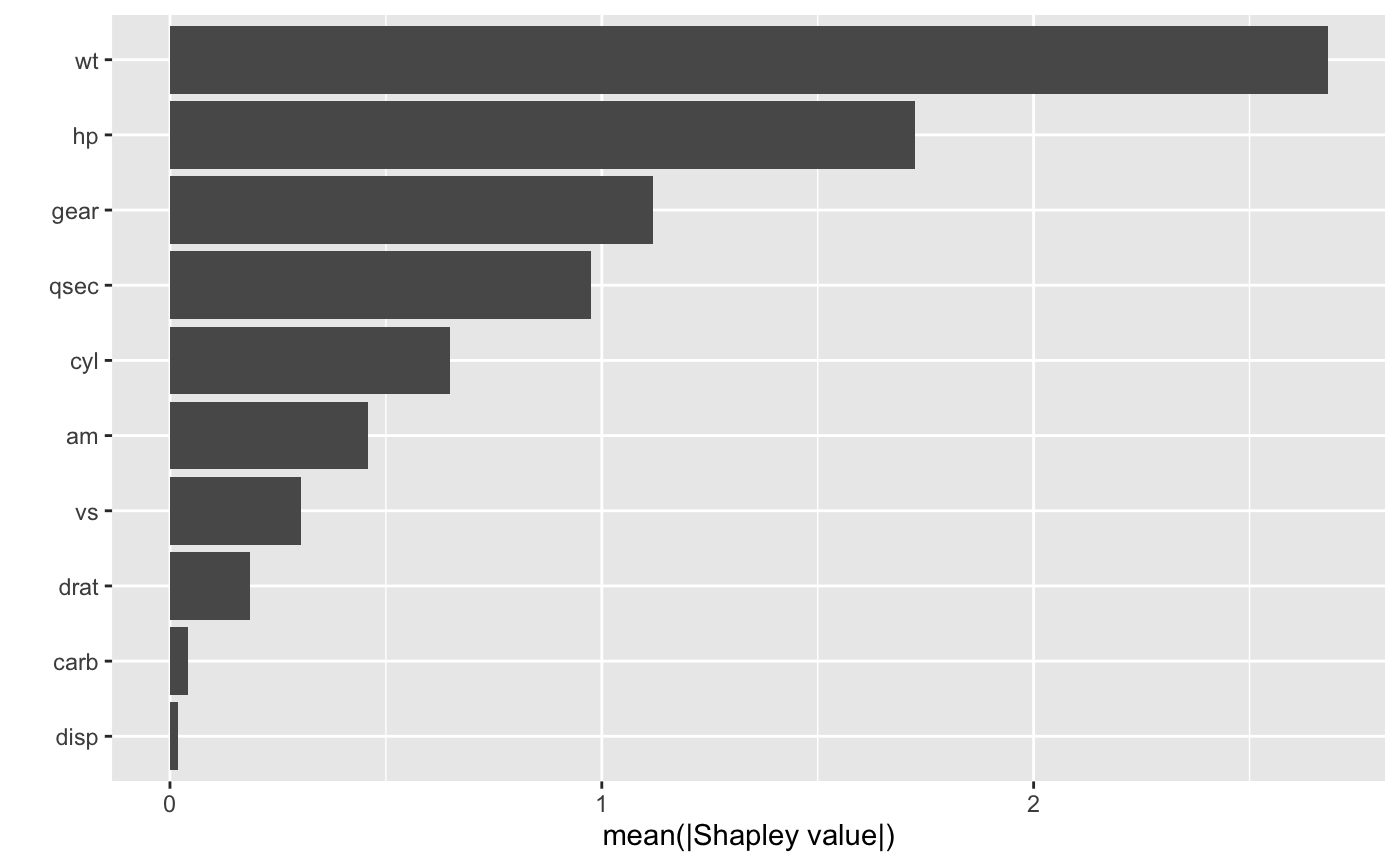 wt
hp
gear
qsec
cyl
am
vs
drat
carb
disp
0 1 2
mean(|Shapley value|)